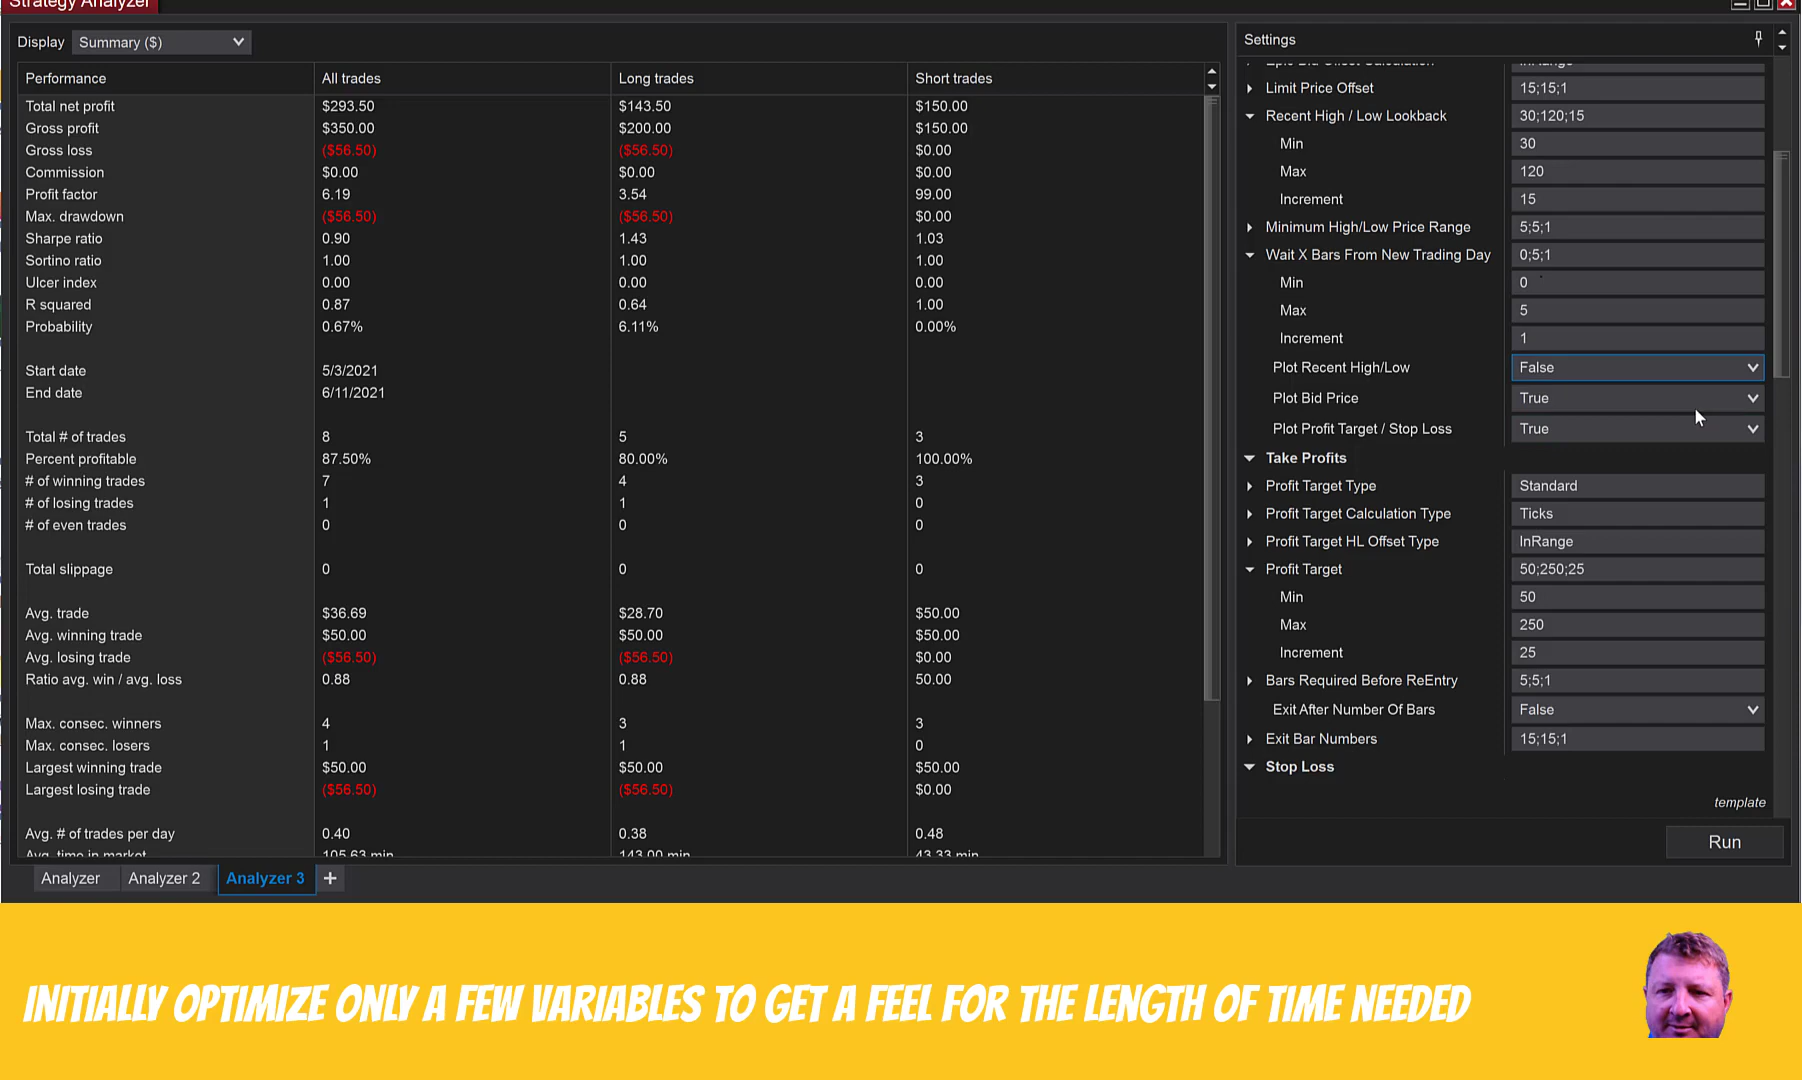 Strategy Analyzer
Display Summary ($)
Performance All trades Long trades Short trades
Total net profit $293.50 $143.50 $150.00
Gross profit $350.00 $200.00 $150.00
Gross loss ($56.50) ($56.50) $0.00
Commission $0.00 $0.00 $0.00
Profit factor 6.19 3.54 99.00
Max. drawdown ($56.50) ($56.50) $0.00
Sharpe ratio 0.90 1.43 1.03
Sortino ratio 1.00 1.00 1.00
Ulcer index 0.00 0.00 0.00
R squared 0.87 0.64 1.00
Probability 0.67% 6.11% 0.00%
Start date 5/3/2021
End date 6/11/2021
Total # of trades 8 5 3
Percent profitable 87.50% 80.00% 100.00%
# of winning trades 7 4 3
# of losing trades 1 1 0
# of even trades 0 0 0
Total slippage 0 0 0
Avg. trade $36.69 $28.70 $50.00
Avg. winning trade $50.00 $50.00 $50.00
Avg. losing trade ($56.50) ($56.50) $0.00
Ratio avg. win / avg. loss 0.88 0.88 50.00
Max. consec. winners 4 3 3
Max. consec. losers 1 1 0
Largest winning trade $50.00 $50.00 $50.00
Largest losing trade ($56.50) ($56.50) $0.00
Avg. # of trades per day 0.40 0.38 0.48
Avg. time in market 105.63 min 143.00 min 43.33 min
Analyzer Analyzer 2 Analyzer 3 +
Settings
InRange
Limit Price Offset 15;15;1
Recent High / Low Lookback 30;120;15
Min 30
Max 120
Increment 15
Minimum High/Low Price Range 5;5;1
Wait X Bars From New Trading Day 0;5;1
Min 0
Max 5
Increment 1
Plot Recent High/Low False
Plot Bid Price True
Plot Profit Target / Stop Loss True
Take Profits
Profit Target Type Standard
Profit Target Calculation Type Ticks
Profit Target HL Offset Type InRange
Profit Target 50;250;25
Min 50
Max 250
Increment 25
Bars Required Before ReEntry 5;5;1
Exit After Number Of Bars False
Exit Bar Numbers 15;15;1
Stop Loss
template
Run
INITIALLY OPTIMIZE ONLY A FEW VARIABLES TO GET A FEEL FOR THE LENGTH OF TIME NEEDED